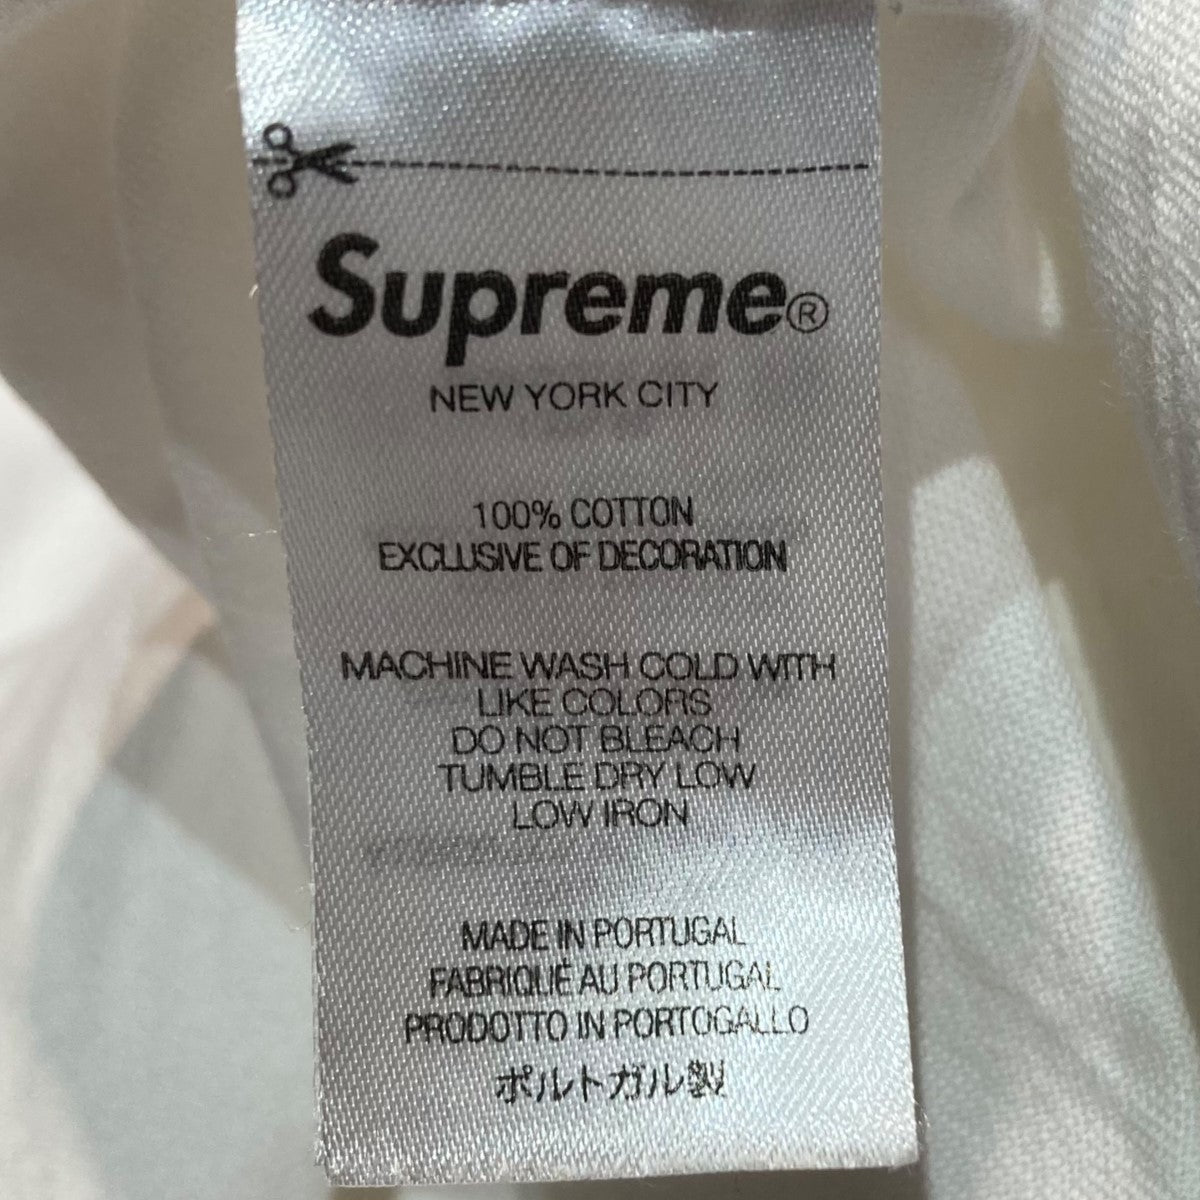 Supreme®
NEW YORK CITY
100% COTTON
EXCLUSIVE OF DECORATION
MACHINE WASH COLD WITH
LIKE COLORS
DO NOT BLEACH
TUMBLE DRY LOW
LOW IRON
MADE IN PORTUGAL
FABRIQUÉ AU PORTUGAL
PRODOTTO IN PORTOGALLO
ポルトガル製